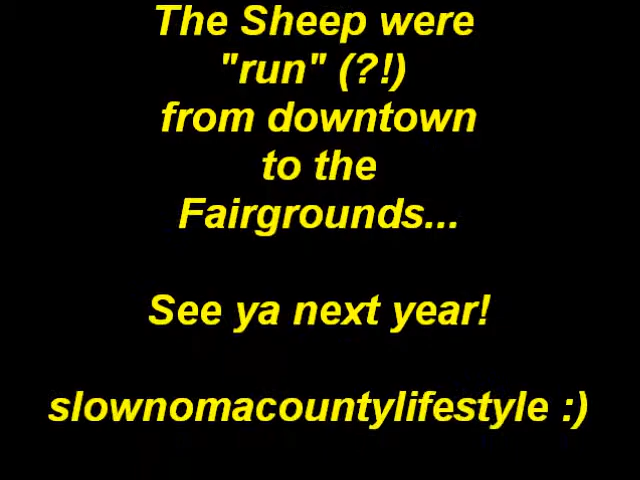 The Sheep were
"run" (?!)
from downtown
to the
Fairgrounds...
See ya next year!
slownomacountylifestyle :)